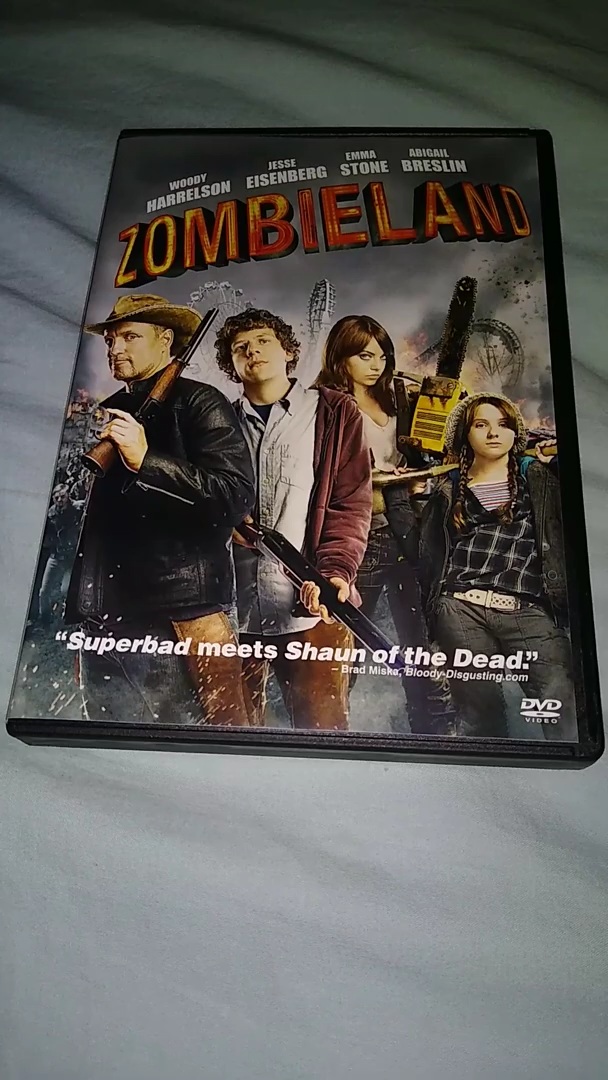 WOODY HARRELSON
JESSE EISENBERG
EMMA STONE
ABIGAIL BRESLIN
ZOMBIELAND
“Superbad meets Shaun of the Dead.”
– Brad Miska, Bloody-Disgusting.com
DVD
VIDEO